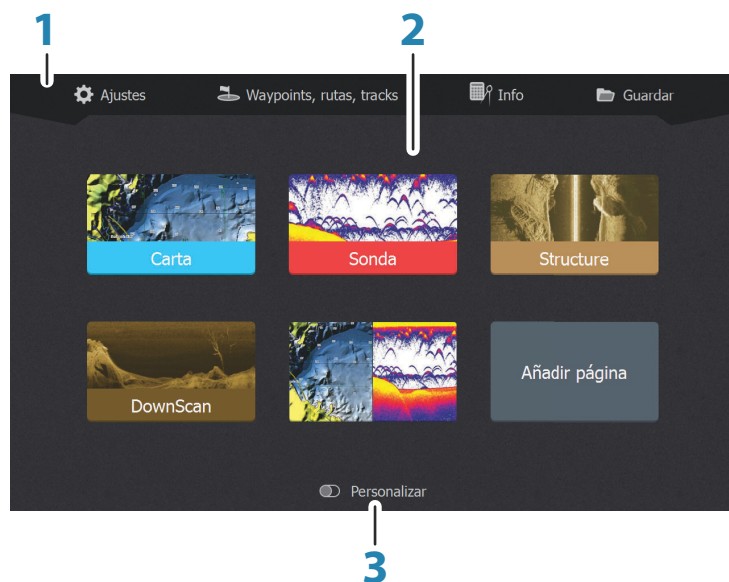 1 2
Ajustes Waypoints, rutas, tracks Info Guardar
Carta Sonda Structure
DownScan Añadir página
Personalizar
3